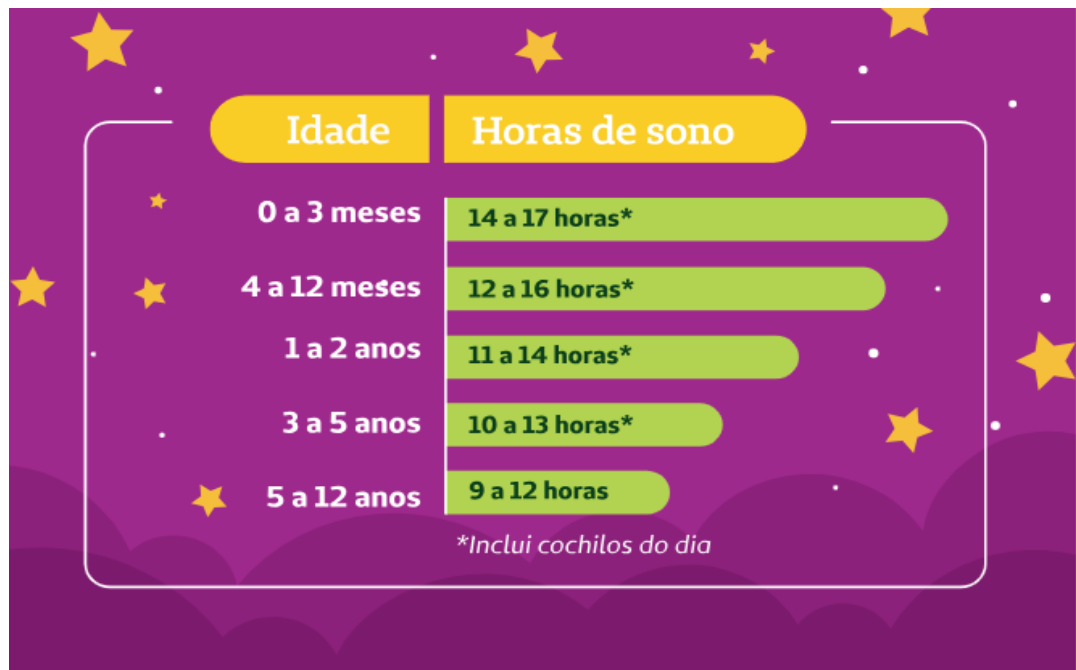 Idade Horas de sono
0 a 3 meses 14 a 17 horas*
4 a 12 meses 12 a 16 horas*
1 a 2 anos 11 a 14 horas*
3 a 5 anos 10 a 13 horas*
5 a 12 anos 9 a 12 horas
*Inclui cochilos do dia